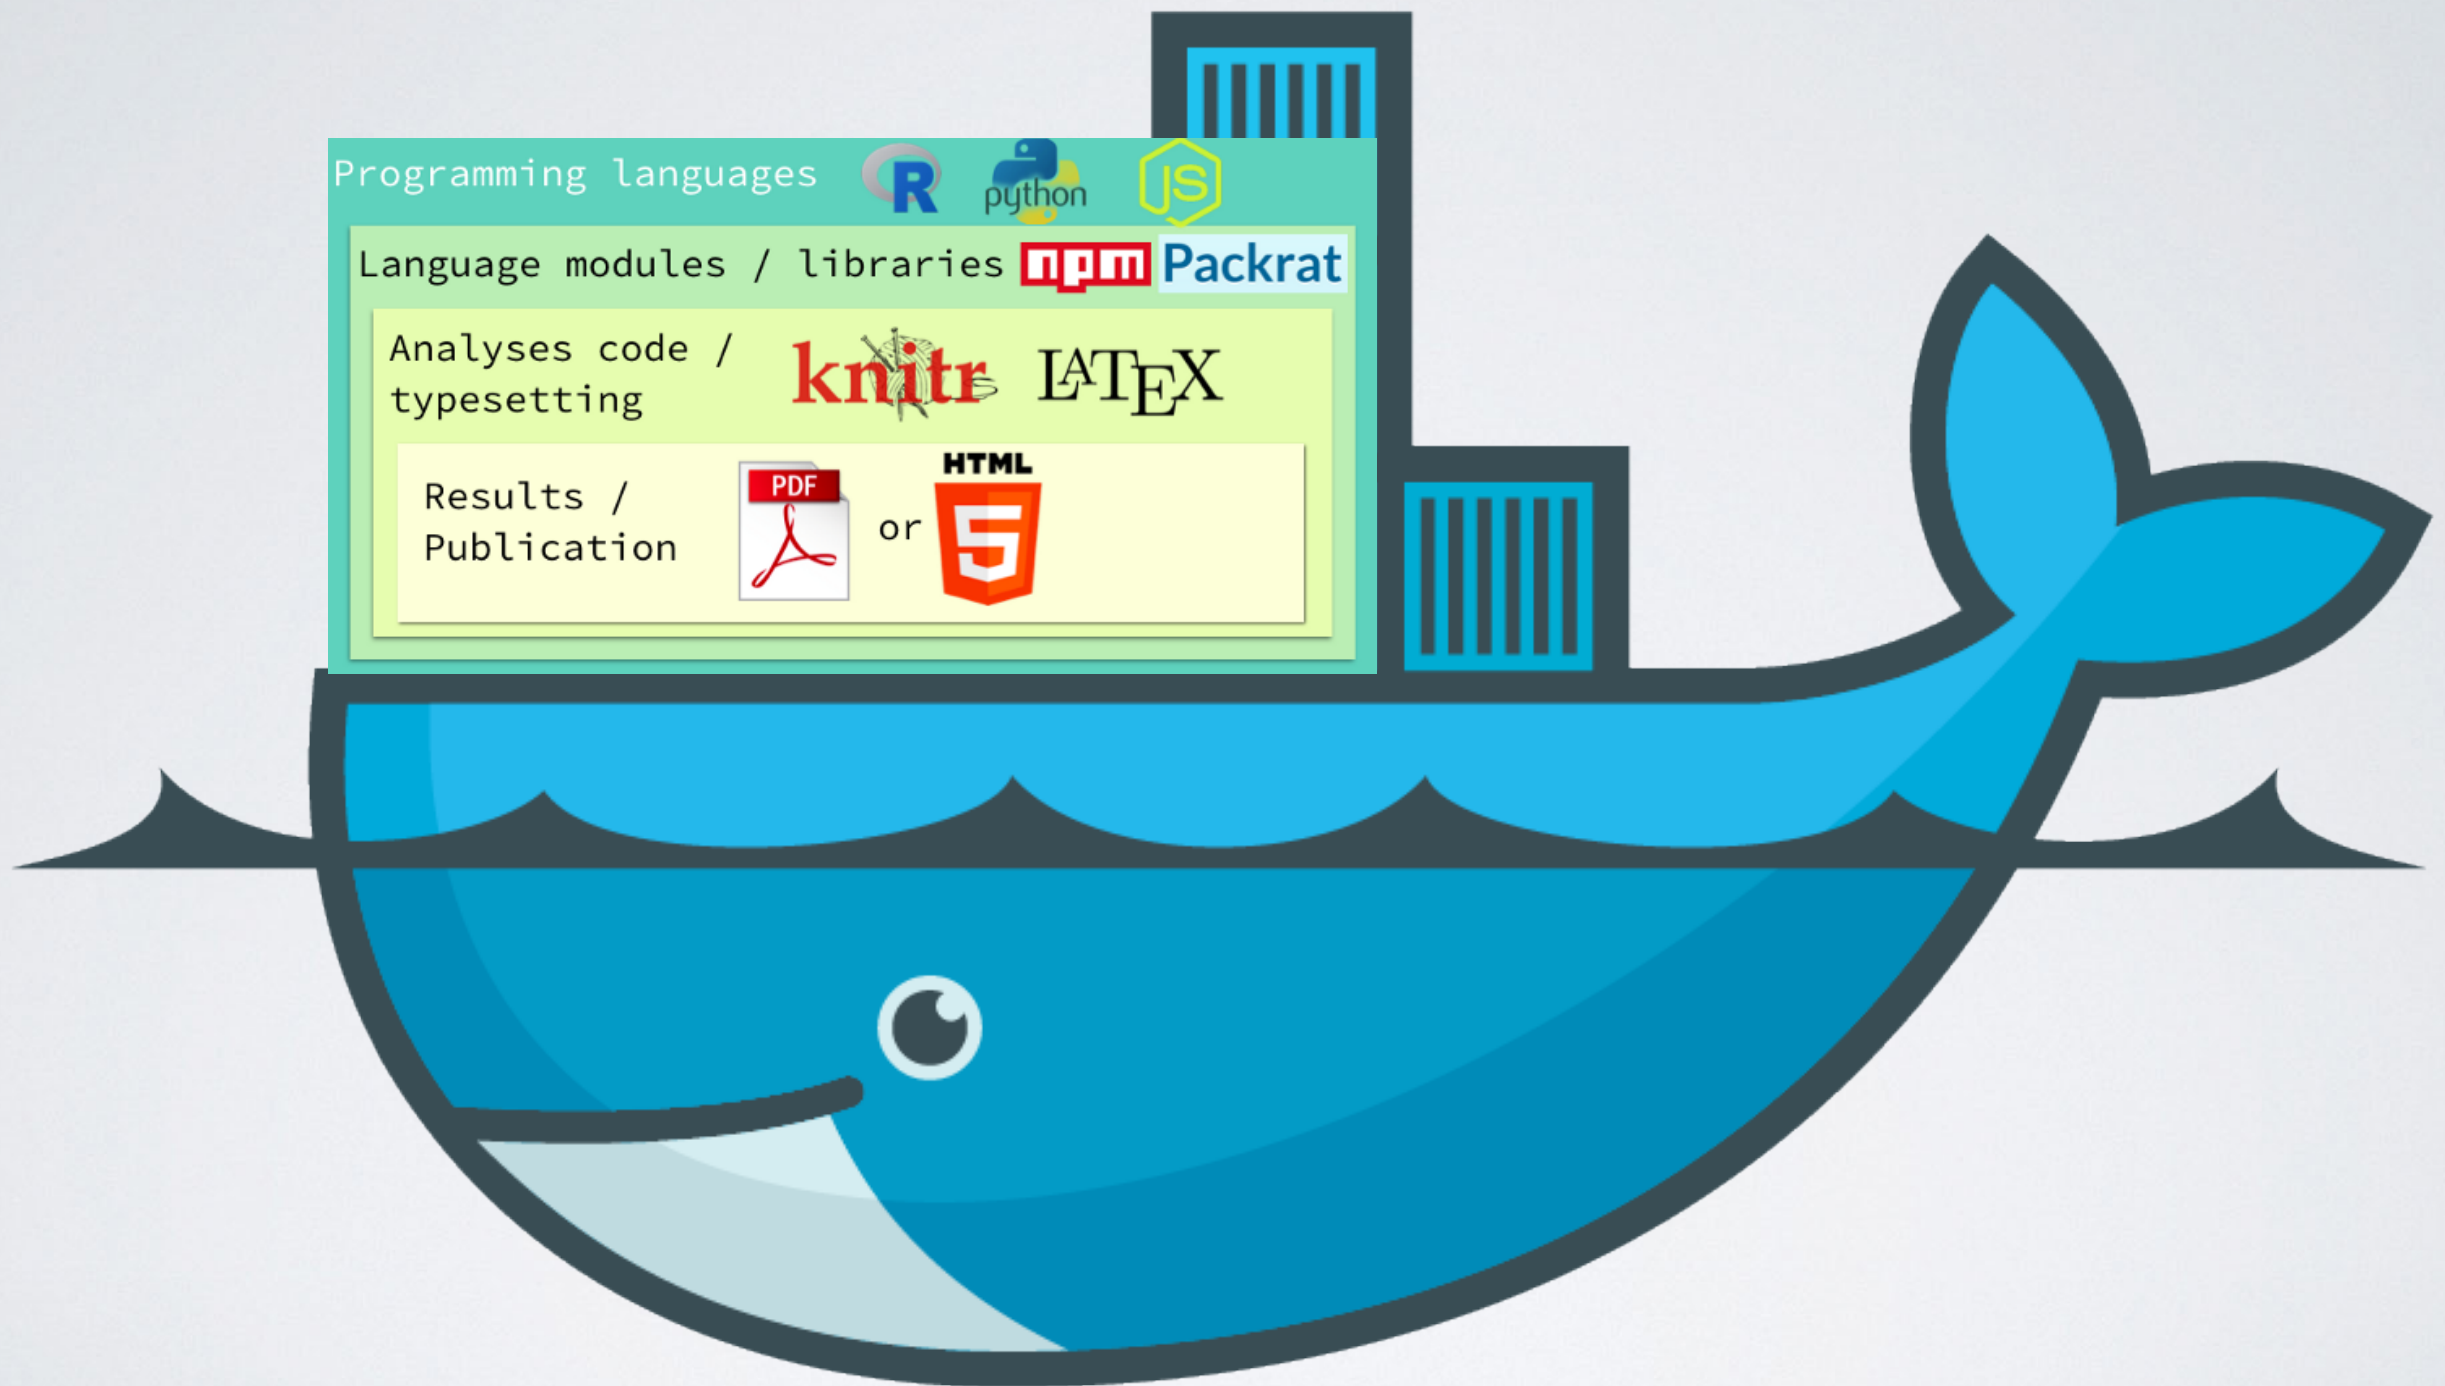 Programming languages R python JS
Language modules / libraries npm Packrat
Analyses code /
typesetting
knitr LATEX
Results /
Publication
PDF
or
HTML
5